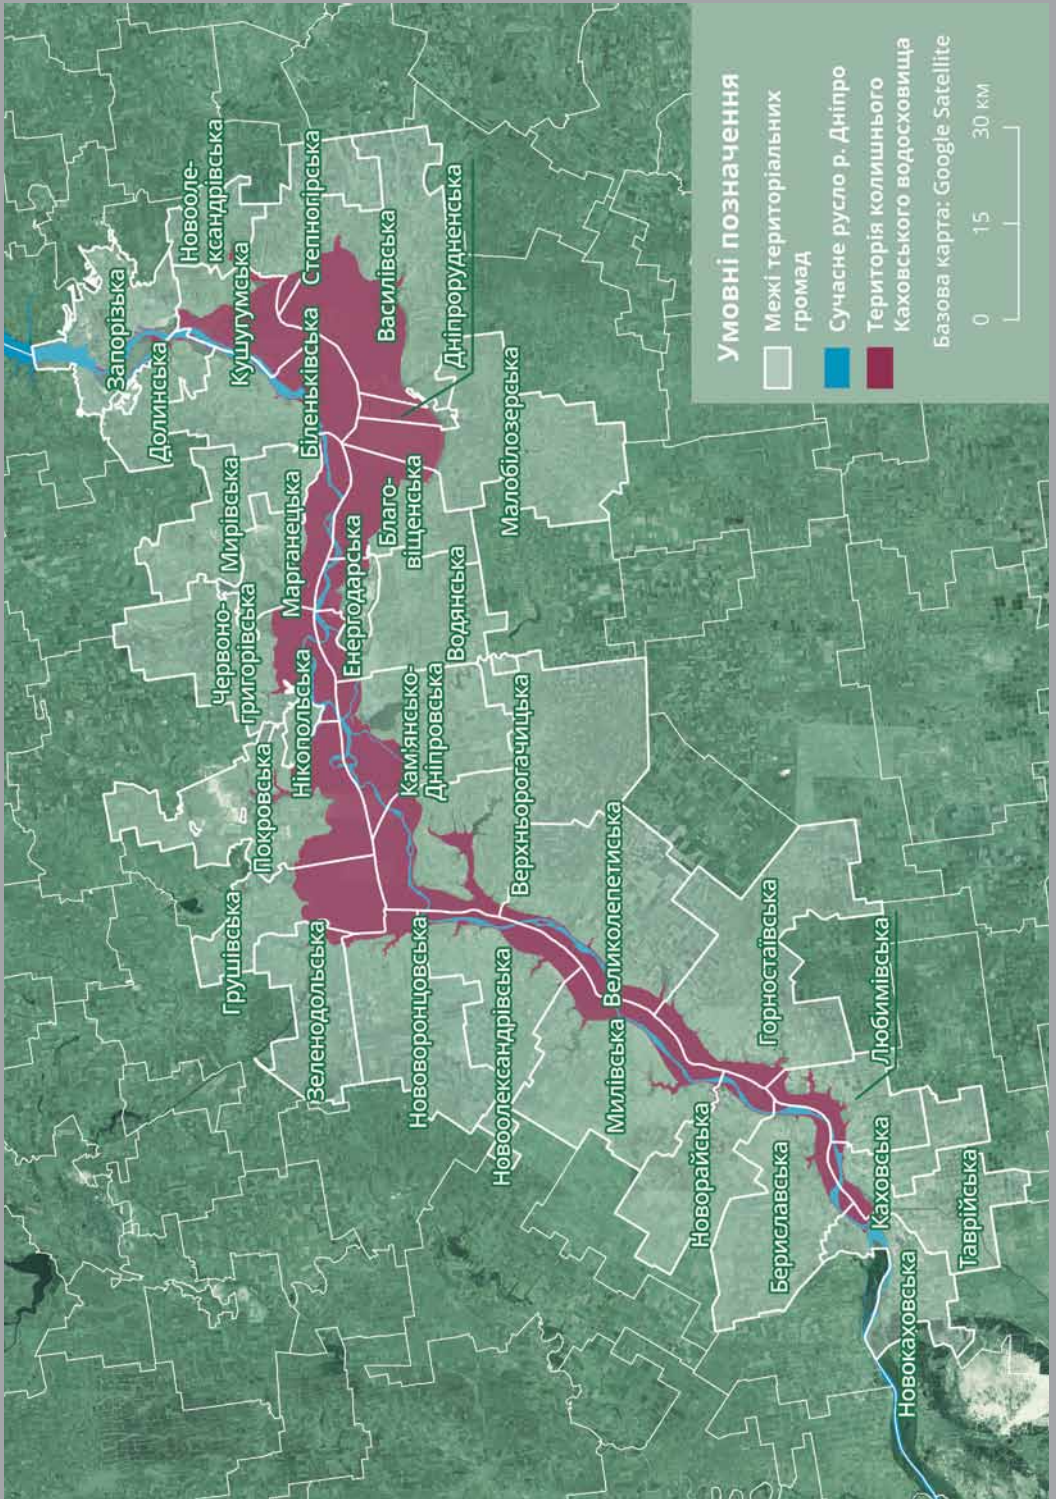 Запорізька
Долинська
Новооле-
ксандрівська
Кушугумська
Біленьківська
Степногірська
Василівська
Дніпрорудненська
Мирівська
Марганецька
Благо-
віщенська
Малобілозерська
Червоно-
григорівська
Енергодарська
Водянська
Нікопольська
Покровська
Кам'янсько-
Дніпровська
Верхньорогачицька
Грушівська
Зеленодольська
Нововоронцовська
Новоолександрівська
Великолепетиська
Милівська
Горностаївська
Любимівська
Новорайська
Бериславська
Каховська
Таврійська
Новокаховська
Умовні позначення
Межі територіальних
громад
Сучасне русло р. Дніпро
Територія колишнього
Каховського водосховища
Базова карта: Google Satellite
0 15 30 км